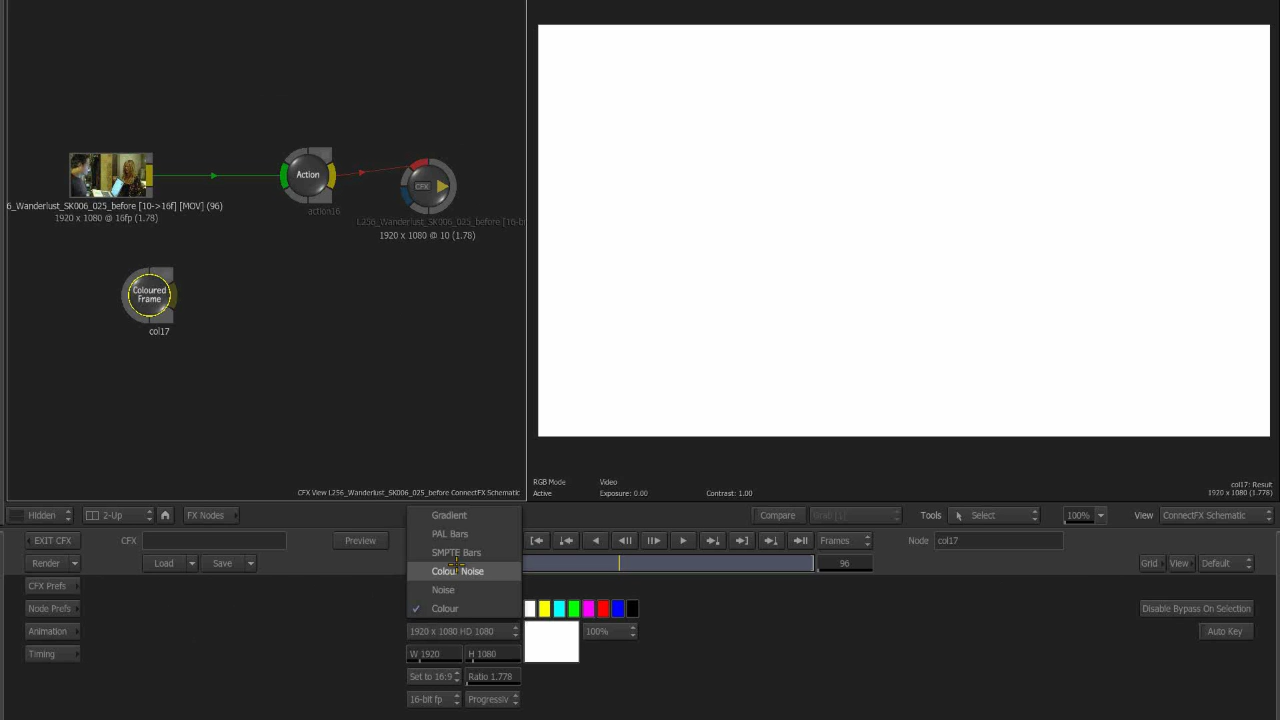 Action
action16
CFX
6_Wanderlust_SK006_025_before [10->16f] [MOV] (96)
1920 x 1080 @ 16fp (1.78)
L256_Wanderlust_SK006_025_before [16-b
1920 x 1080 @ 10 (1.78)
Coloured
Frame
col17
RGB Mode Video
Active Exposure: 0.00 Contrast: 1.00
col17: Result
1920 x 1080 (1.778)
CFX View L256_Wanderlust_SK006_025_before ConnectFX Schematic
Hidden 2-Up FX Nodes Gradient Compare Grab [1] Tools Select 100% View ConnectFX Schematic
PAL Bars
EXIT CFX CFX Preview Frames Node col17
SMPTE Bars
Render Load Save Colour Noise 96 Grid View Default
CFX Prefs Noise
Node Prefs Colour Disable Bypass On Selection
Animation 1920 x 1080 HD 1080 100% Auto Key
Timing W 1920 H 1080
Set to 16:9 Ratio 1.778
16-bit fp Progressiv